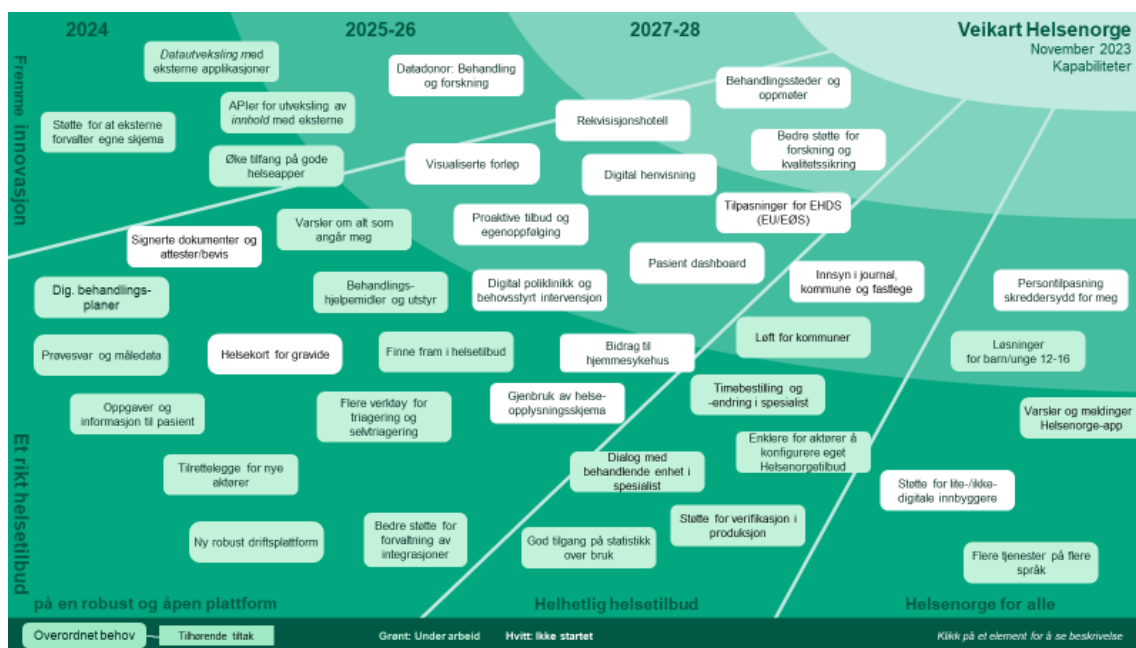 2024
2025-26
2027-28
Veikart Helsenorge
November 2023
Kapabiliteter
Fremme innovasjon
Datautveksling med
eksterne applikasjoner
Datadonor: Behandling
og forskning
Behandlingssteder og
oppmøter
APIer for utveksling av
innhold med eksterne
Støtte for at eksterne
forvalter egne skjema
Rekvisisjonshotell
Bedre støtte for
forskning og
kvalitetssikring
Øke tilfang på gode
helseapper
Visualiserte forløp
Digital henvisning
Tilpasninger for EHDS
(EU/EØS)
Varsler om alt som
angår meg
Proaktive tilbud og
egenoppfølging
Signerte dokumenter og
attester/bevis
Pasient dashboard
Innsyn i journal,
kommune og fastlege
Persontilpasning
skreddersydd for meg
Dig. behandlings-
planer
Behandlings-
hjelpemidler og utstyr
Digital poliklinikk og
behovsstyrt intervensjon
Prøvesvar og måledata
Helsekort for gravide
Finne fram i helsetilbud
Bidrag til
hjemmesykehus
Løft for kommuner
Løsninger
for barn/unge 12-16
Oppgaver og
informasjon til pasient
Flere verktøy for
triagering og
selvtriagering
Gjenbruk av helse-
opplysningsskjema
Timebestilling og
-endring i spesialist
Varsler og meldinger
Helsenorge-app
Et rikt helsetilbud
Tilrettelegge for nye
aktører
Dialog med
behandlende enhet i
spesialist
Enklere for aktører å
konfigurere eget
Helsenorgetilbud
Støtte for lite-/ikke-
digitale innbyggere
Ny robust driftsplattform
Bedre støtte for
forvaltning av
integrasjoner
God tilgang på statistikk
over bruk
Støtte for verifikasjon i
produksjon
Flere tjenester på flere
språk
på en robust og åpen plattform
Helhetlig helsetilbud
Helsenorge for alle
Overordnet behov
Tilhørende tiltak
Grønt: Under arbeid
Hvitt: Ikke startet
Klikk på et element for å se beskrivelse